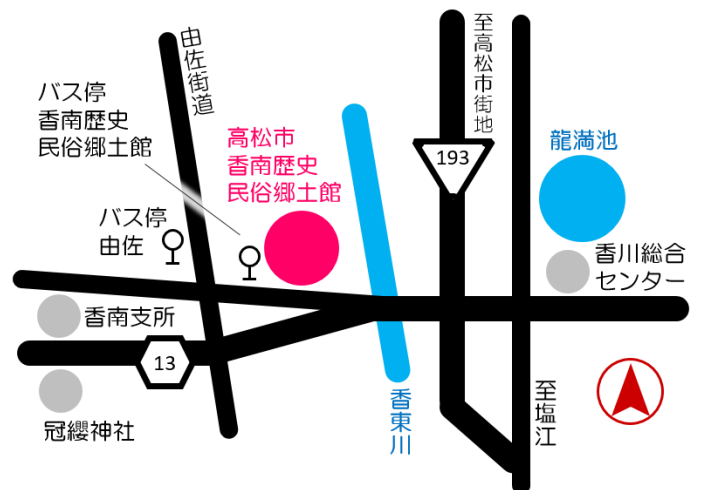 由佐街道
至高松市街地
バス停
香南歴史
民俗郷土館
高松市
香南歴史
民俗郷土館
193
龍満池
バス停
由佐
香川総合
センター
香南支所
13
冠纓神社
香東川
至塩江